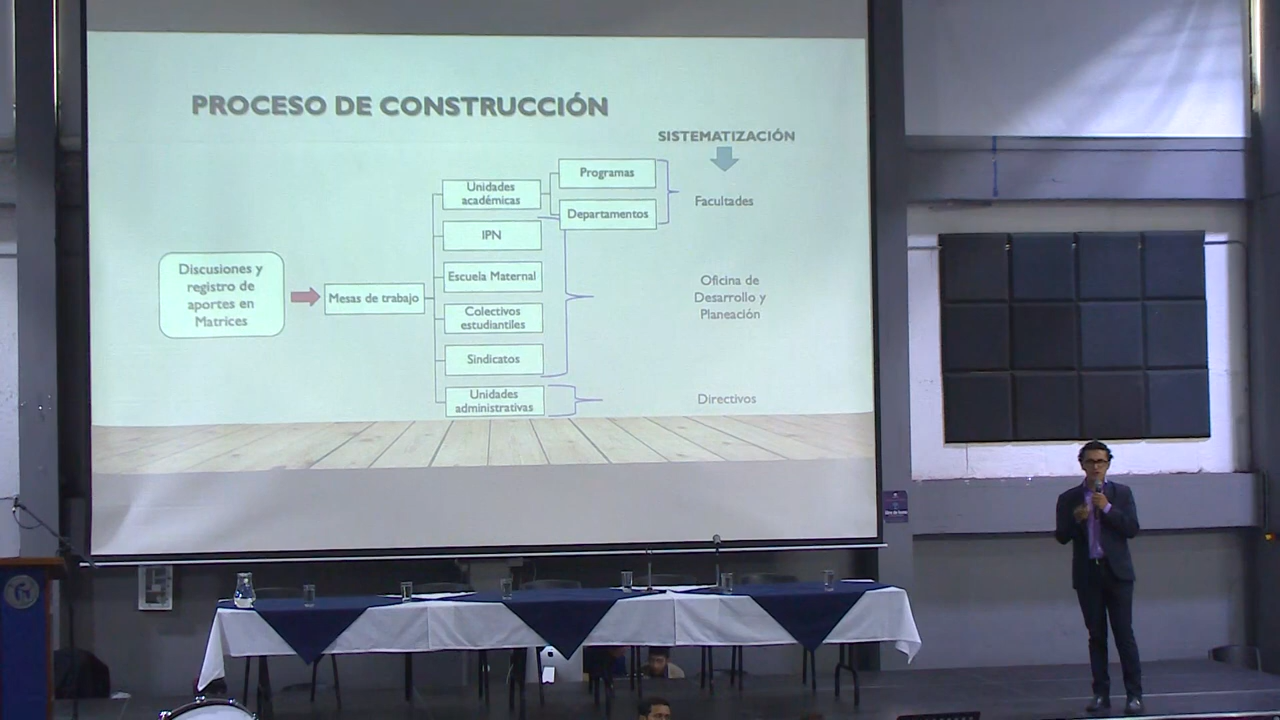 PROCESO DE CONSTRUCCIÓN
SISTEMATIZACIÓN
Discusiones y
registro de
aportes en
Matrices
Mesas de trabajo
Unidades
académicas
IPN
Escuela Maternal
Colectivos
estudiantiles
Sindicatos
Unidades
administrativas
Programas
Departamentos
Facultades
Oficina de
Desarrollo y
Planeación
Directivos